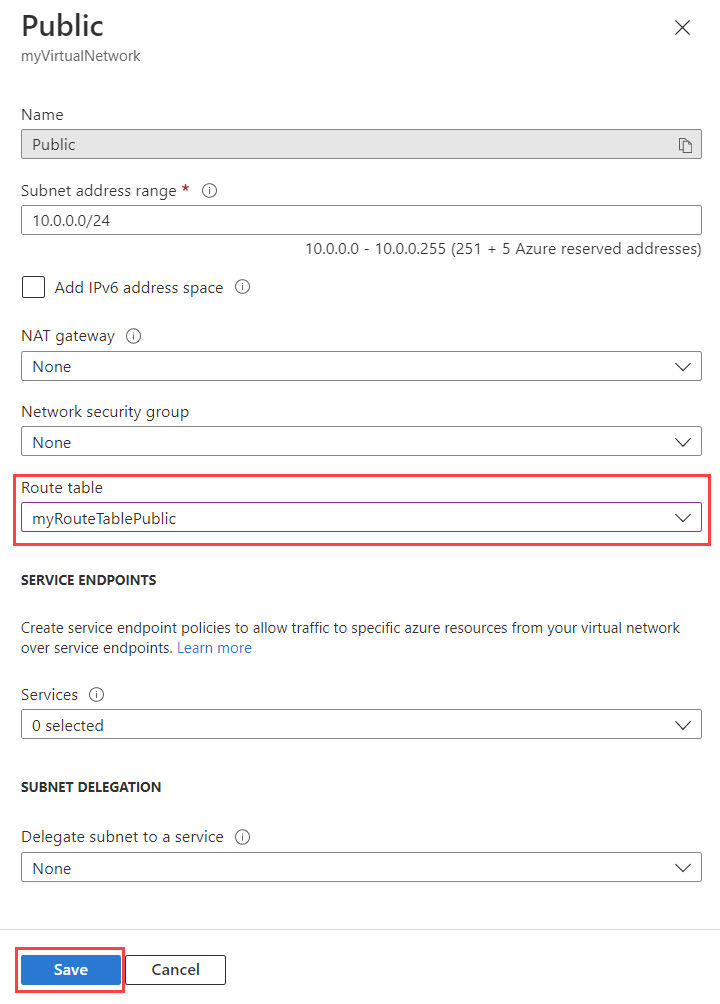 Public
myVirtualNetwork
Name
Public
Subnet address range *
10.0.0.0/24
10.0.0.0 - 10.0.0.255 (251 + 5 Azure reserved addresses)
Add IPv6 address space
NAT gateway
None
Network security group
None
Route table
myRouteTablePublic
SERVICE ENDPOINTS
Create service endpoint policies to allow traffic to specific azure resources from your virtual network
over service endpoints. Learn more
Services
0 selected
SUBNET DELEGATION
Delegate subnet to a service
None
Save Cancel